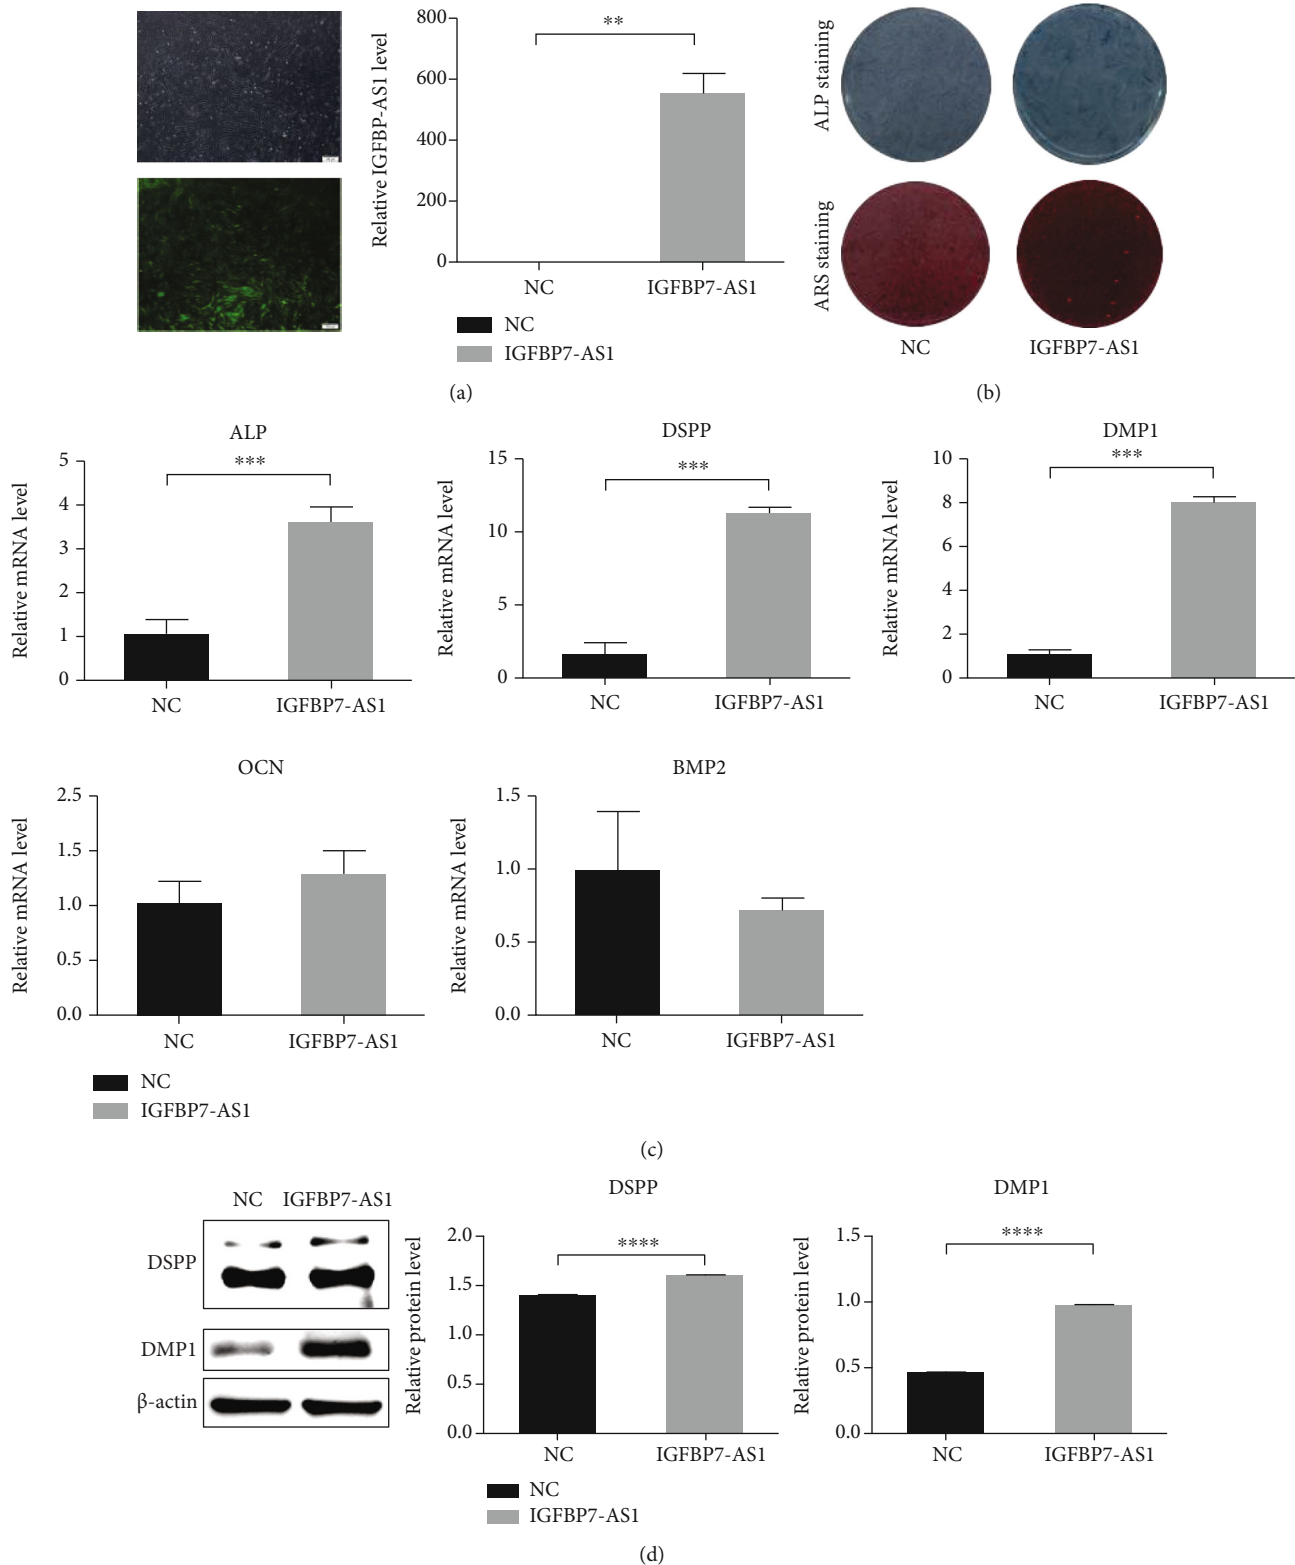 Relative IGFBP-AS1 level
800
600
400
200
0
**
NC
IGFBP7-AS1
NC
IGFBP7-AS1
(a)
ALP staining
ARS staining
NC
IGFBP7-AS1
(b)
ALP
Relative mRNA level
5
4
3
2
1
0
***
NC
IGFBP7-AS1
DSPP
Relative mRNA level
15
10
5
0
***
NC
IGFBP7-AS1
DMP1
Relative mRNA level
10
8
6
4
2
0
***
NC
IGFBP7-AS1
OCN
Relative mRNA level
2.5
1.5
1.0
0.5
0.0
NC
IGFBP7-AS1
BMP2
Relative mRNA level
1.5
1.0
0.5
0.0
NC
IGFBP7-AS1
NC
IGFBP7-AS1
(c)
NC IGFBP7-AS1
DSPP
DMP1
β-actin
DSPP
Relative protein level
2.0
1.5
1.0
0.5
0.0
****
NC
IGFBP7-AS1
DMP1
Relative protein level
1.5
1.0
0.5
0.0
****
NC
IGFBP7-AS1
NC
IGFBP7-AS1
(d)